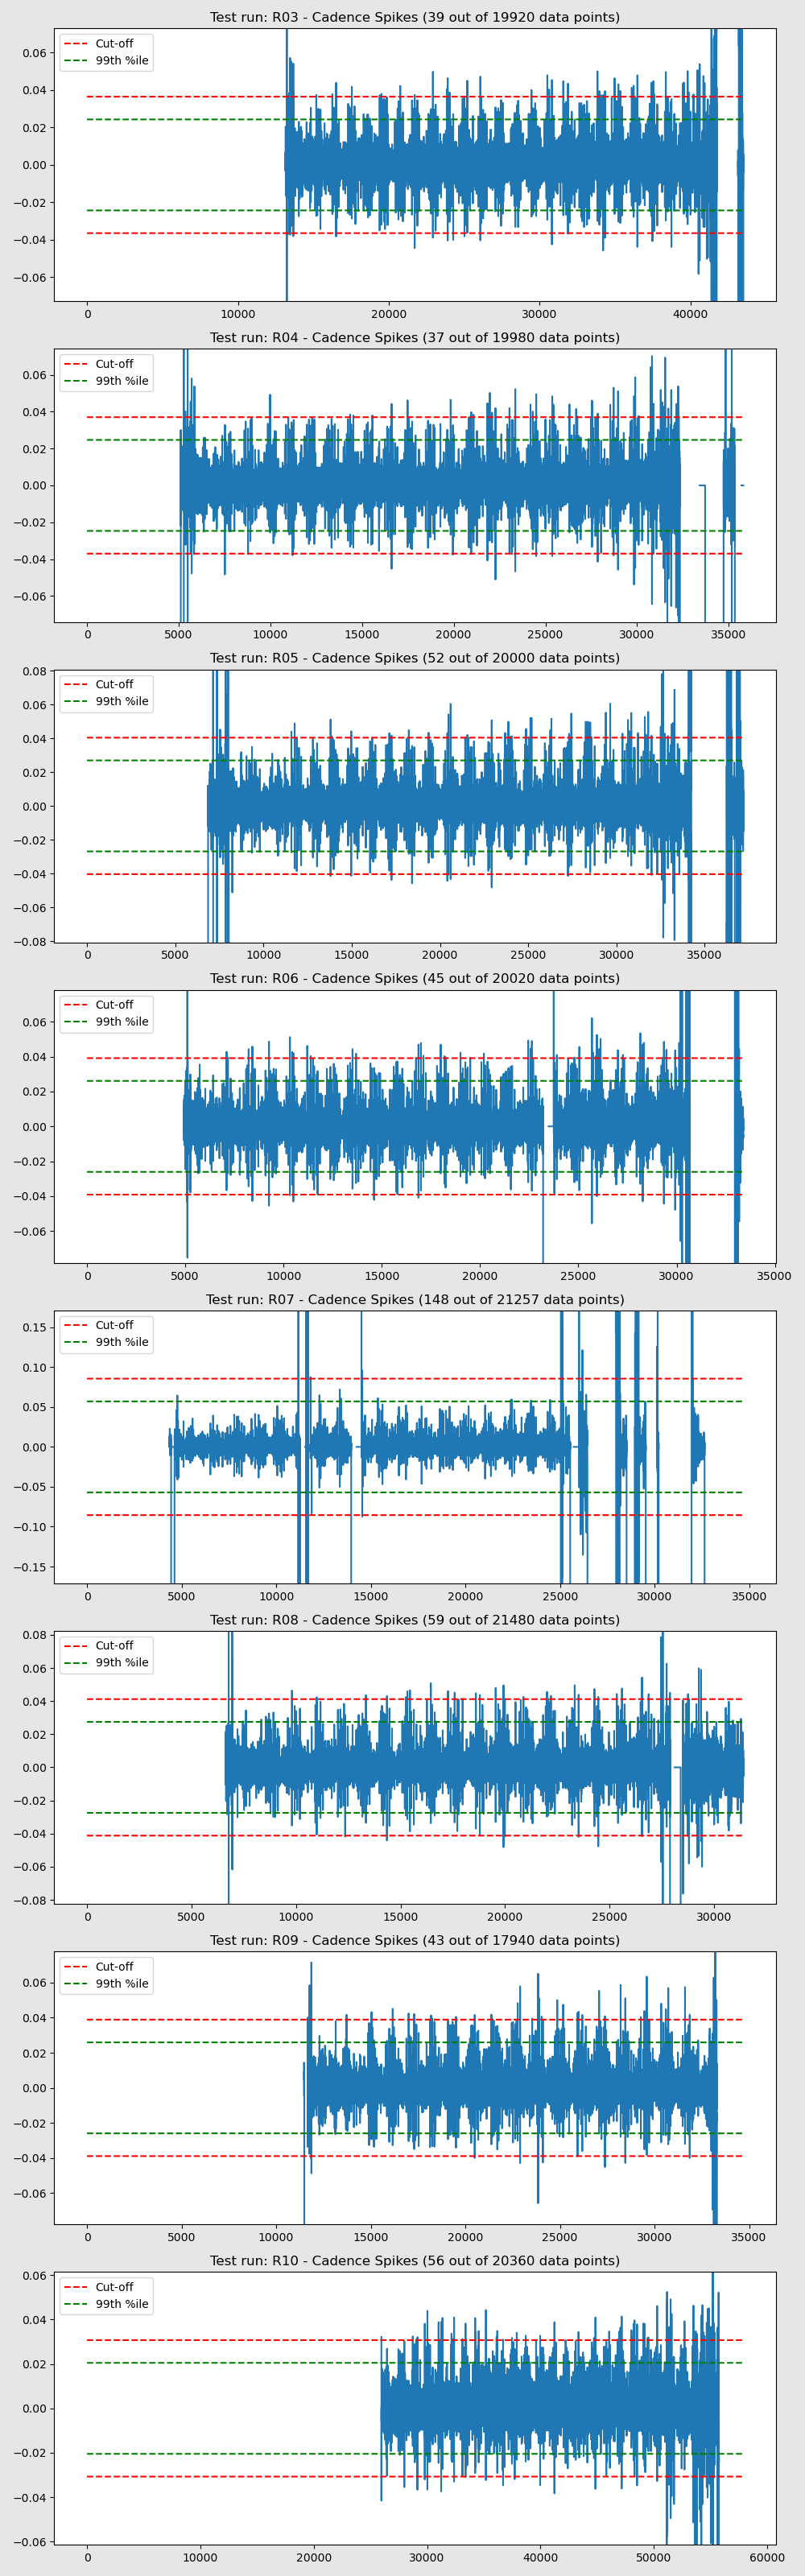 Test run: R03 - Cadence Spikes (39 out of 19920 data points)
Cut-off
99th %ile
0.06
0.04
0.02
0.00
−0.02
−0.04
−0.06
0 10000 20000 30000 40000
Test run: R04 - Cadence Spikes (37 out of 19980 data points)
Cut-off
99th %ile
0.06
0.04
0.02
0.00
−0.02
−0.04
−0.06
0 5000 10000 15000 20000 25000 30000 35000
Test run: R05 - Cadence Spikes (52 out of 20000 data points)
Cut-off
99th %ile
0.08
0.06
0.04
0.02
0.00
−0.02
−0.04
−0.06
−0.08
0 5000 10000 15000 20000 25000 30000 35000
Test run: R06 - Cadence Spikes (45 out of 20020 data points)
Cut-off
99th %ile
0.06
0.04
0.02
0.00
−0.02
−0.04
−0.06
0 5000 10000 15000 20000 25000 30000 35000
Test run: R07 - Cadence Spikes (148 out of 21257 data points)
Cut-off
99th %ile
0.15
0.10
0.05
0.00
−0.05
−0.10
−0.15
0 5000 10000 15000 20000 25000 30000 35000
Test run: R08 - Cadence Spikes (59 out of 21480 data points)
Cut-off
99th %ile
0.08
0.06
0.04
0.02
0.00
−0.02
−0.04
−0.06
−0.08
0 5000 10000 15000 20000 25000 30000
Test run: R09 - Cadence Spikes (43 out of 17940 data points)
Cut-off
99th %ile
0.06
0.04
0.02
0.00
−0.02
−0.04
−0.06
0 5000 10000 15000 20000 25000 30000 35000
Test run: R10 - Cadence Spikes (56 out of 20360 data points)
Cut-off
99th %ile
0.06
0.04
0.02
0.00
−0.02
−0.04
−0.06
0 10000 20000 30000 40000 50000 60000